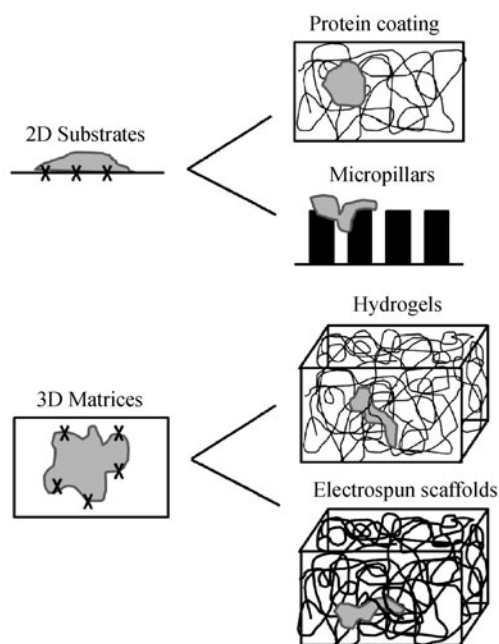 Protein coating
2D Substrates
Micropillars
Hydrogels
3D Matrices
Electrospun scaffolds